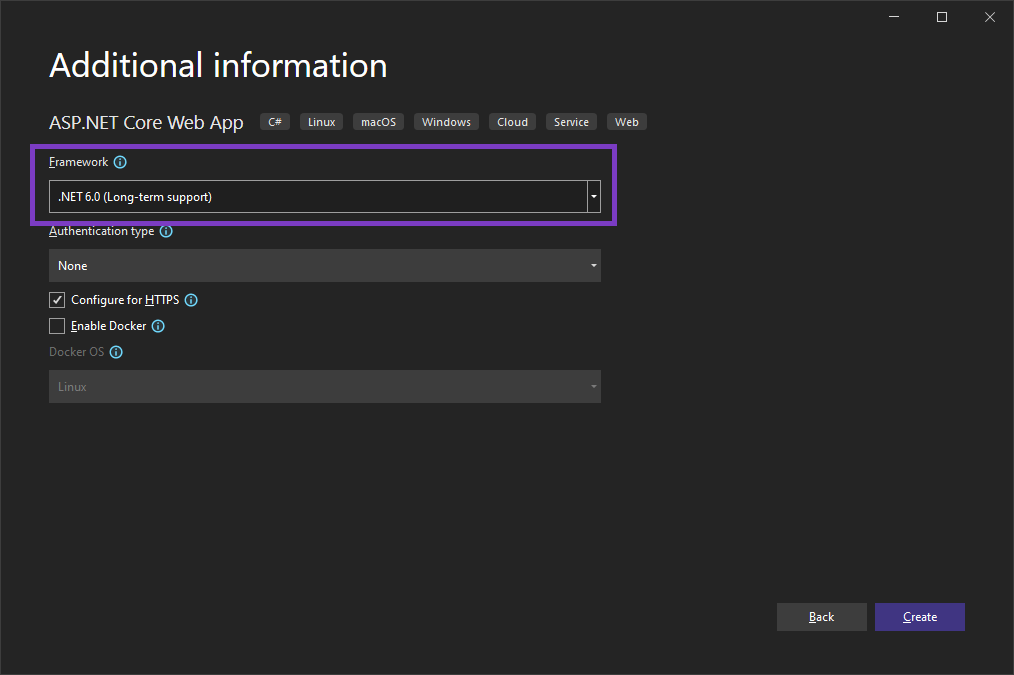 Additional information
ASP.NET Core Web App C# Linux macOS Windows Cloud Service Web
Framework
.NET 6.0 (Long-term support)
Authentication type
None
Configure for HTTPS
Enable Docker
Docker OS
Linux
Back Create